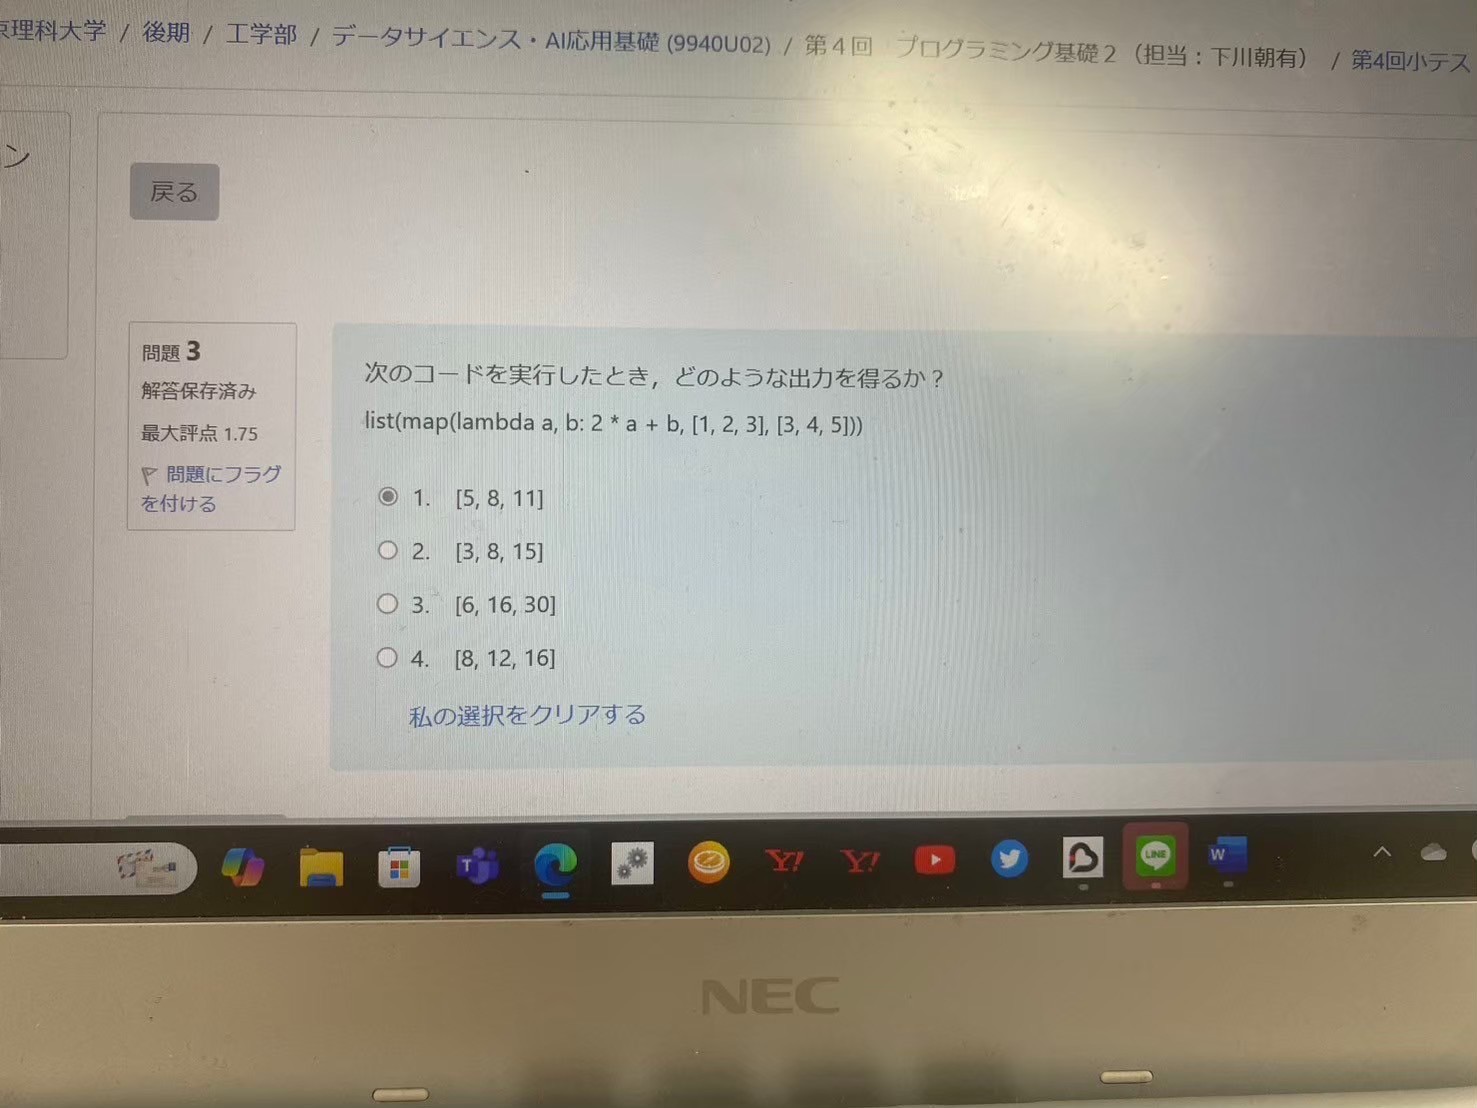 京理科大学 / 後期 / 工学部 / データサイエンス・AI応用基礎 (9940U02) / 第４回　プログラミング基礎２（担当：下川朝有） / 第4回小テス
ン
戻る
問題 3
解答保存済み
最大評点 1.75
問題にフラグ
を付ける
次のコードを実行したとき，どのような出力を得るか？
list(map(lambda a, b: 2 * a + b, [1, 2, 3], [3, 4, 5]))
1. [5, 8, 11]
2. [3, 8, 15]
3. [6, 16, 30]
4. [8, 12, 16]
私の選択をクリアする
T Y! Y! LINE W
NEC